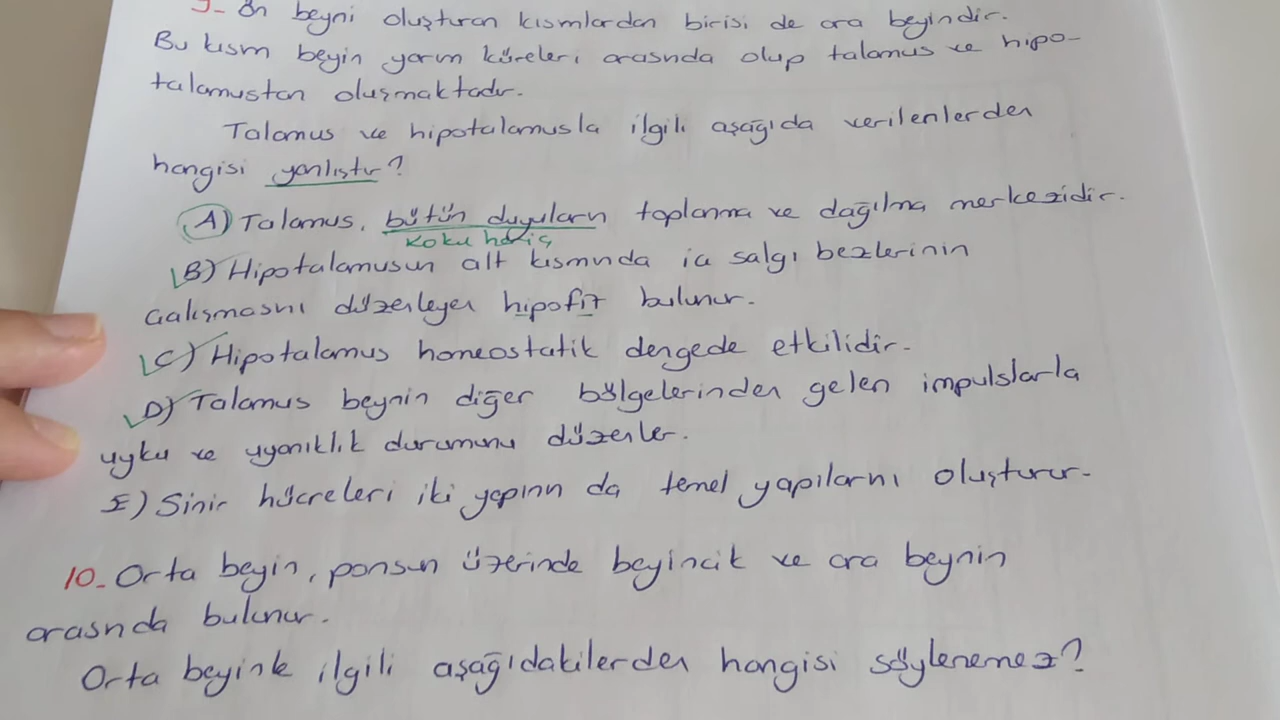 9- Ön beyni oluşturan kısımlardan birisi de ara beyindir.
Bu kısım beyin yarım küreleri arasında olup talamus ve hipo-
talamustan oluşmaktadır.
Talamus ve hipotalamusla ilgili aşağıda verilenlerden
hangisi yanlıştır?
A) Talamus, bütün duyuların toplanma ve dağılma merkezidir.
koku hariç
B) Hipotalamusun alt kısmında iç salgı bezlerinin
çalışmasını düzenleyen hipofiz bulunur.
C) Hipotalamus homeostatik dengede etkilidir.
D) Talamus beynin diğer bölgelerinden gelen impulslarla
uyku ve uyanıklık durumunu düzenler.
E) Sinir hücreleri iki yapının da temel yapılarını oluşturur.
10- Orta beyin, ponsun üzerinde beyincik ve ara beynin
arasında bulunur.
Orta beyinle ilgili aşağıdakilerden hangisi söylenemez?